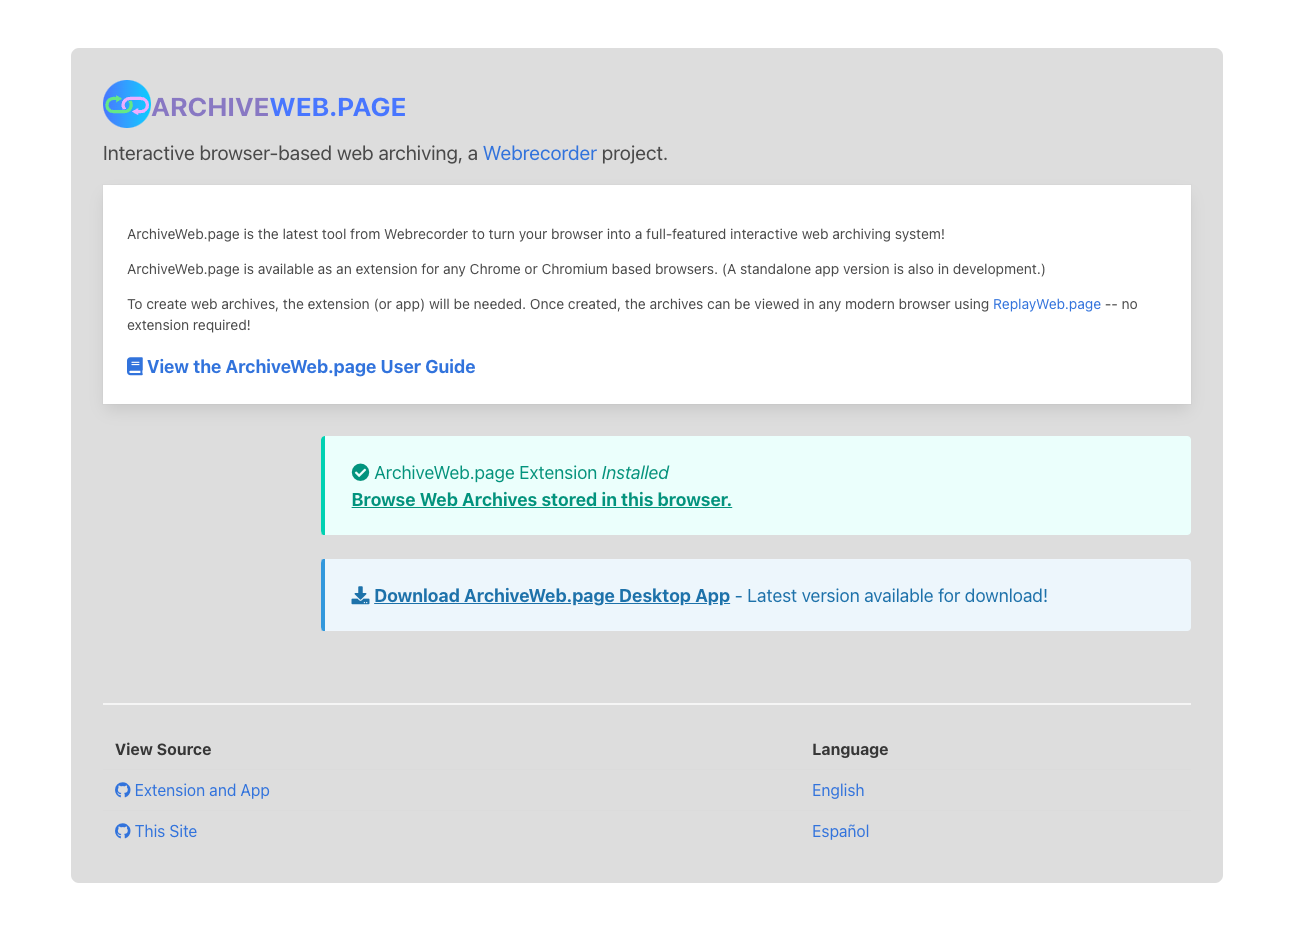 ARCHIVEWEB.PAGE
Interactive browser-based web archiving, a Webrecorder project.
ArchiveWeb.page is the latest tool from Webrecorder to turn your browser into a full-featured interactive web archiving system!
ArchiveWeb.page is available as an extension for any Chrome or Chromium based browsers. (A standalone app version is also in development.)
To create web archives, the extension (or app) will be needed. Once created, the archives can be viewed in any modern browser using ReplayWeb.page -- no
extension required!
View the ArchiveWeb.page User Guide
ArchiveWeb.page Extension Installed
Browse Web Archives stored in this browser.
Download ArchiveWeb.page Desktop App - Latest version available for download!
View Source
Extension and App
This Site
Language
English
Español